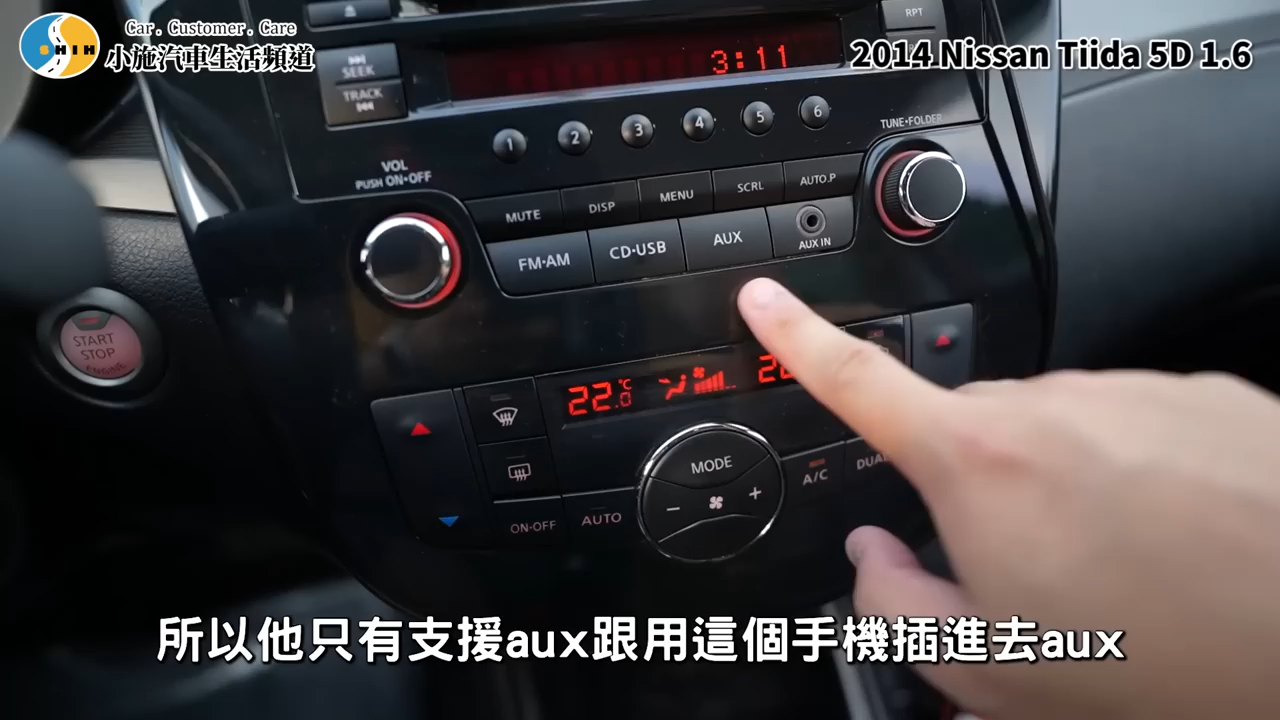 Car. Customer. Care
SHIH
小施汽車生活頻道
2014 Nissan Tiida 5D 1.6
RPT
SEEK
TRACK
3:11
1 2 3 4 5 6
TUNE•FOLDER
VOL
PUSH ON•OFF
MUTE DISP MENU SCRL AUTO.P
FM•AM CD•USB AUX AUX IN
START
STOP
ENGINE
22.0°C
MODE
− +
A/C
ON•OFF AUTO
所以他只有支援aux跟用這個手機插進去aux